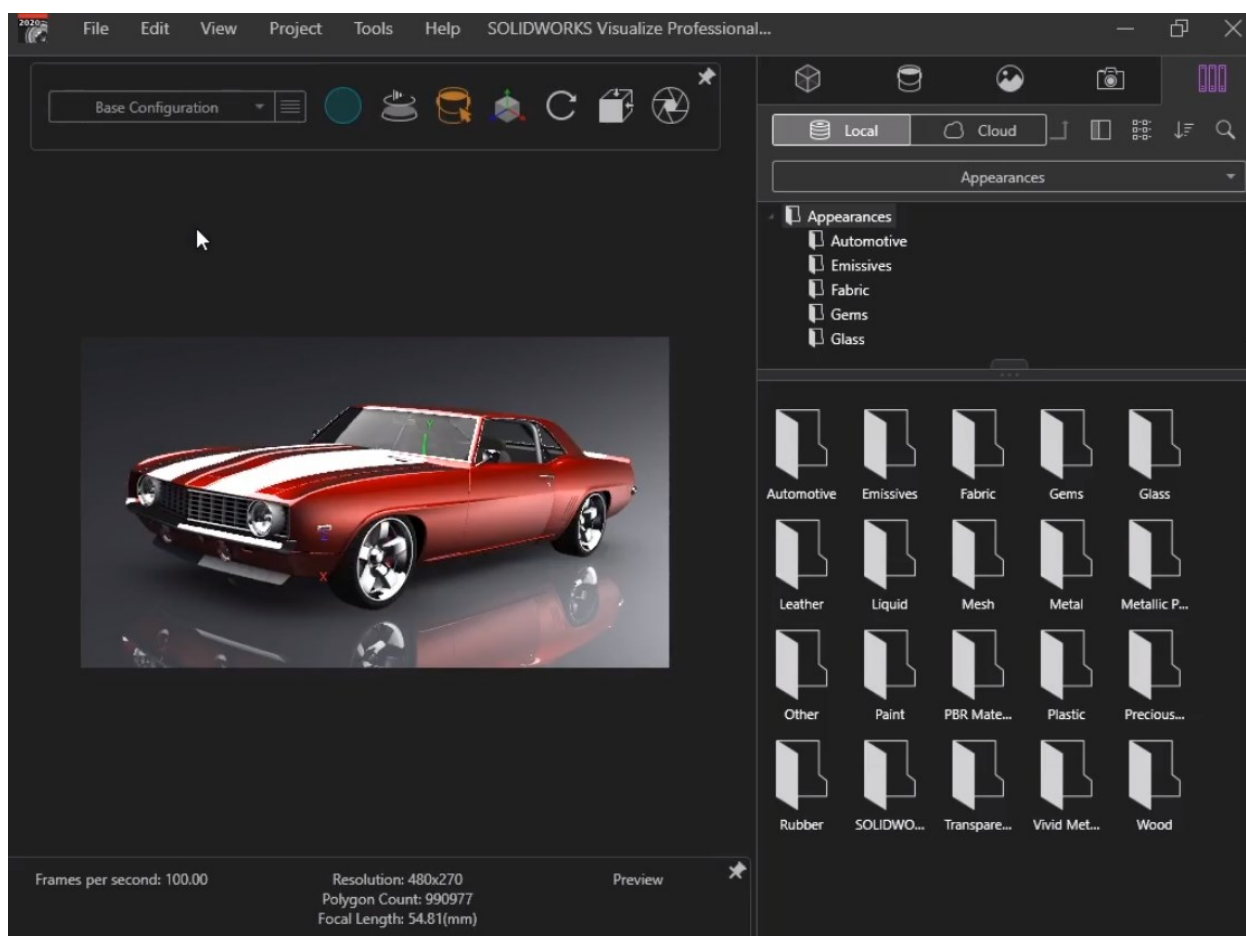 2020
File Edit View Project Tools Help SOLIDWORKS Visualize Professional...
Base Configuration
Local Cloud
Appearances
Appearances
Automotive
Emissives
Fabric
Gems
Glass
Y
X
Automotive Emissives Fabric Gems Glass
Leather Liquid Mesh Metal Metallic P...
Other Paint PBR Mate... Plastic Precious...
Rubber SOLIDWO... Transpare... Vivid Met... Wood
Frames per second: 100.00
Resolution: 480x270
Polygon Count: 990977
Focal Length: 54.81(mm)
Preview